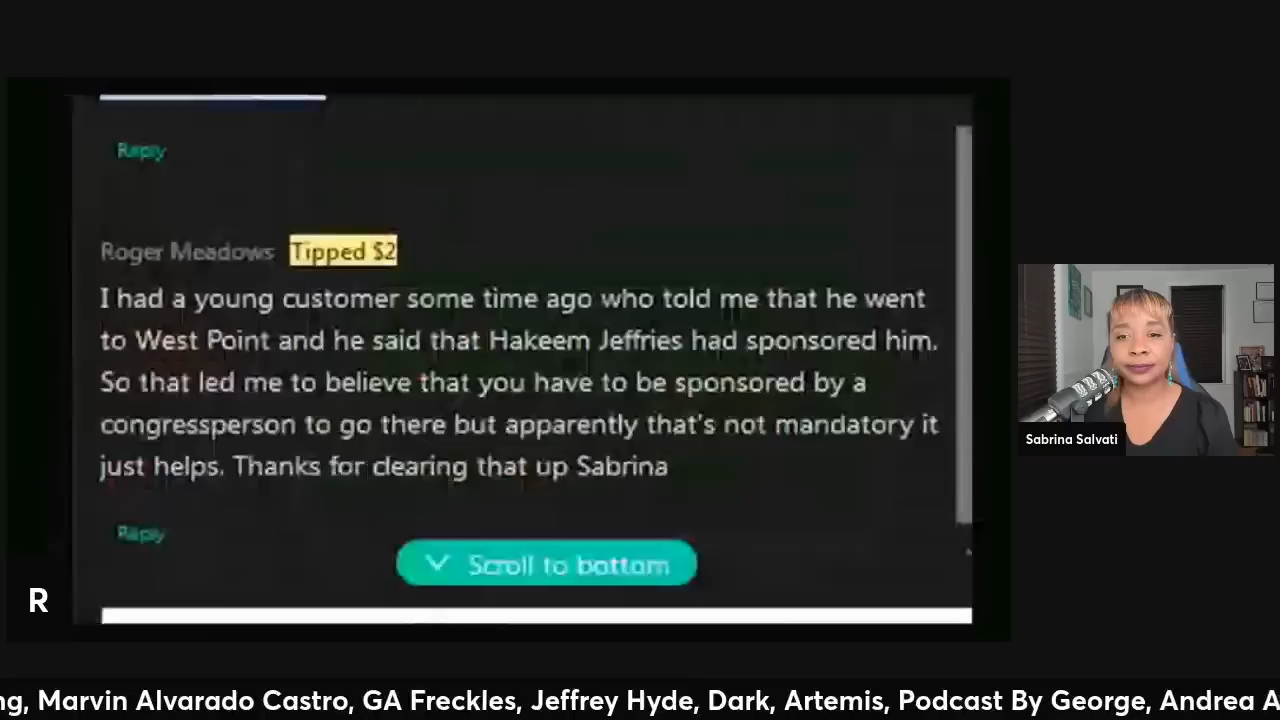 Reply
Roger Meadows Tipped $2
I had a young customer some time ago who told me that he went
to West Point and he said that Hakeem Jeffries had sponsored him.
So that led me to believe that you have to be sponsored by a
congressperson to go there but apparently that's not mandatory it
just helps. Thanks for clearing that up Sabrina
Reply
Scroll to bottom
Sabrina Salvati
R
ng, Marvin Alvarado Castro, GA Freckles, Jeffrey Hyde, Dark, Artemis, Podcast By George, Andrea A